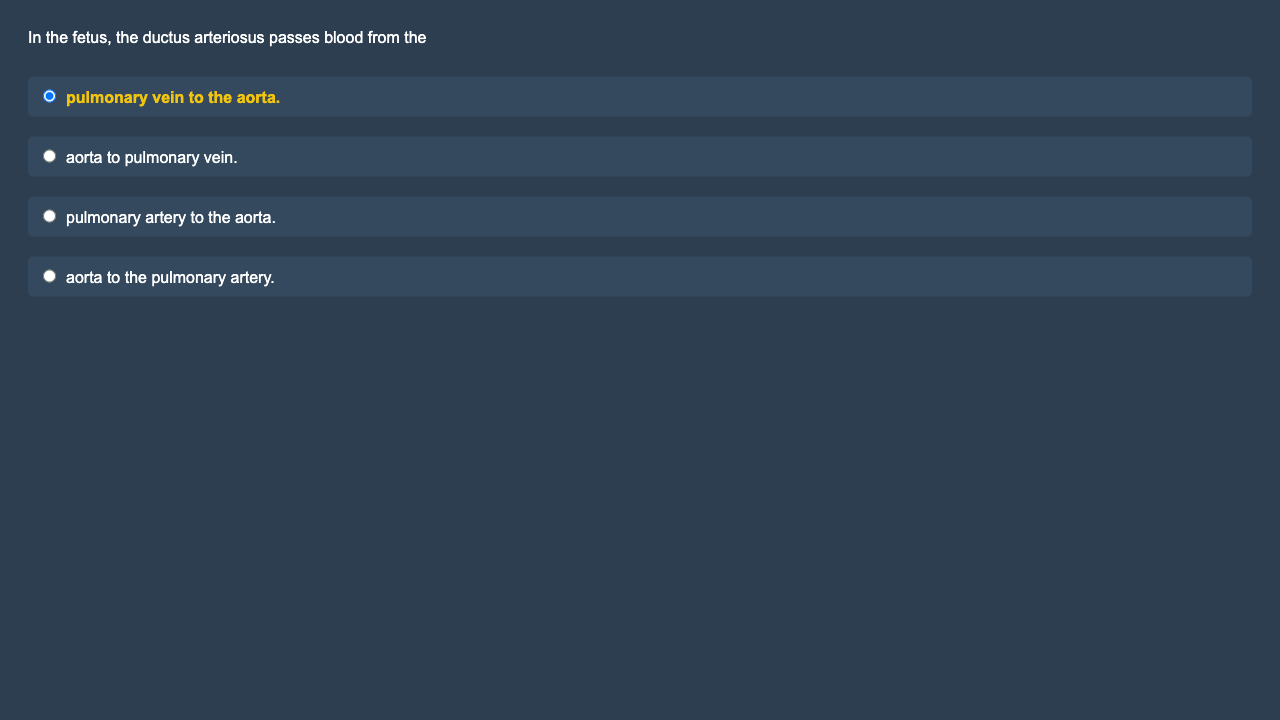 In the fetus, the ductus arteriosus passes blood from the
pulmonary vein to the aorta.
aorta to pulmonary vein.
pulmonary artery to the aorta.
aorta to the pulmonary artery.